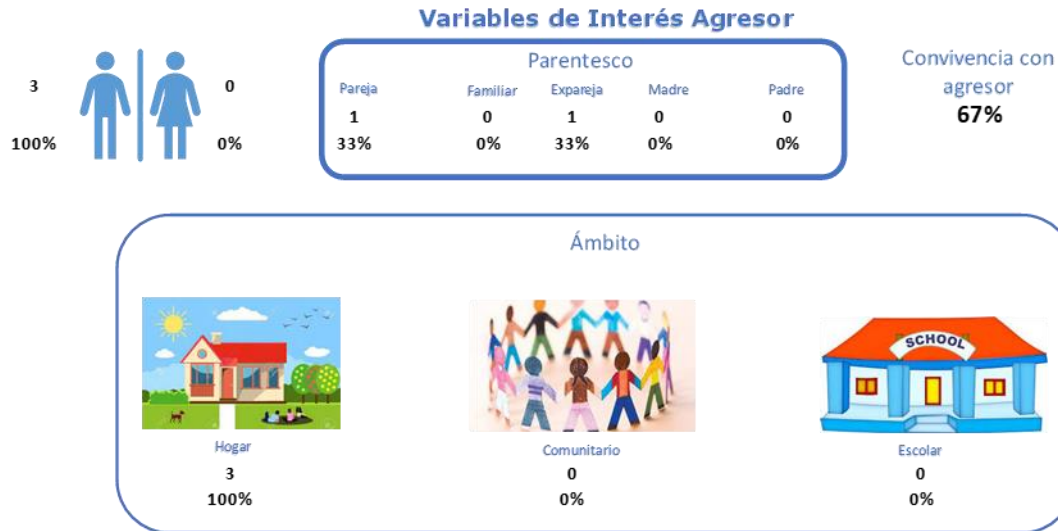 Variables de Interés Agresor
3
100%
0
0%
Parentesco
Pareja Familiar Expareja Madre Padre
1 0 1 0 0
33% 0% 33% 0% 0%
Convivencia con
agresor
67%
Ámbito
SCHOOL
Hogar Comunitario Escolar
3 0 0
100% 0% 0%